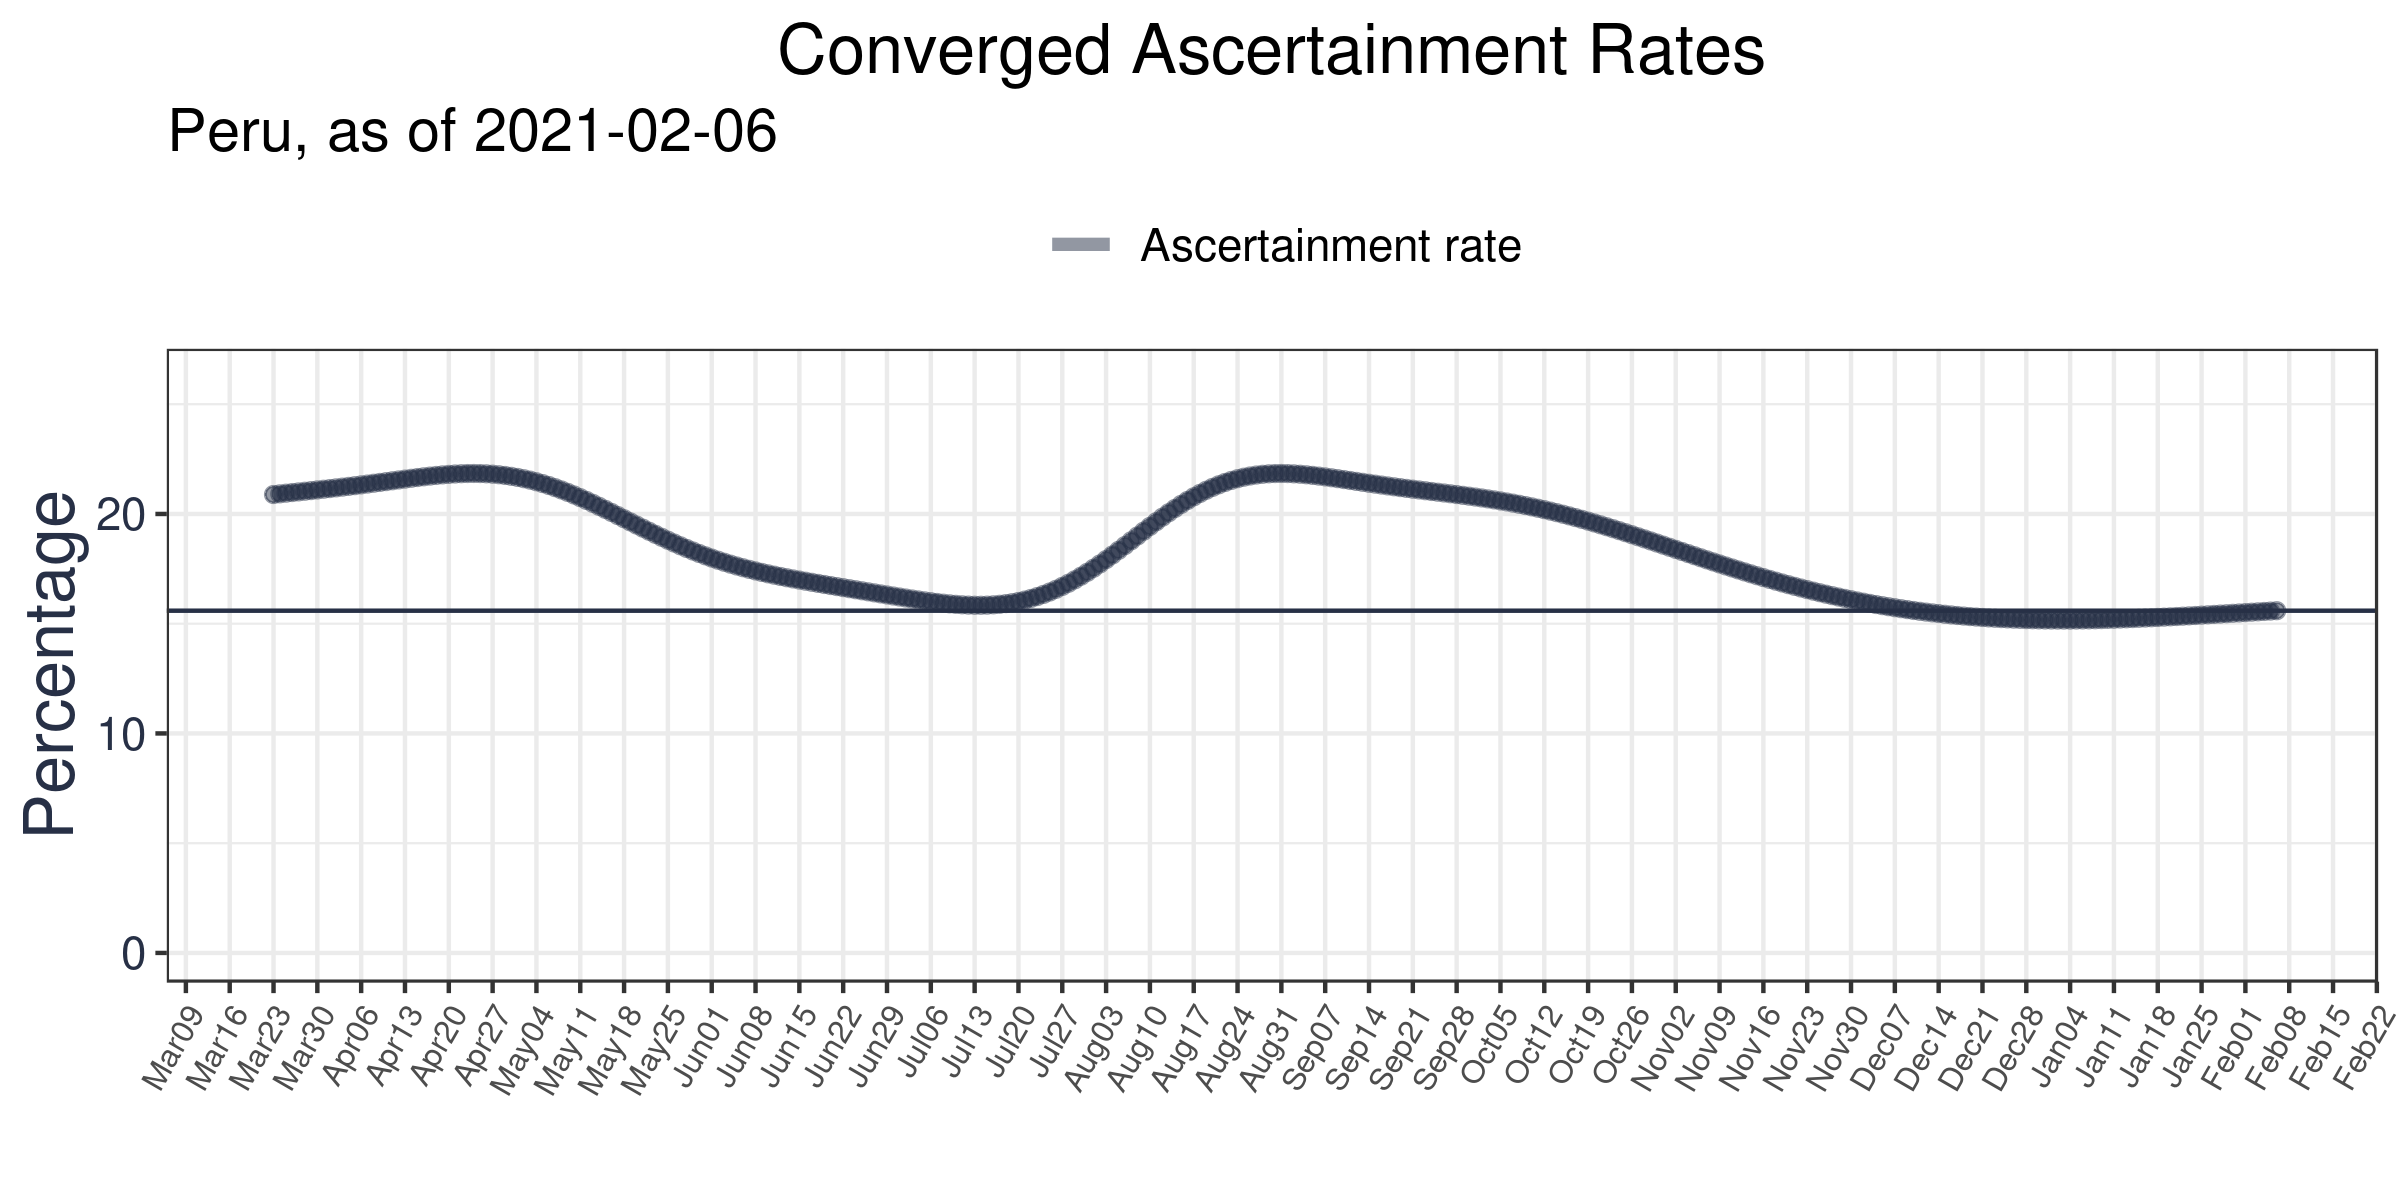 Converged Ascertainment Rates
Peru, as of 2021-02-06
Ascertainment rate
Percentage
20
10
0
Mar09
Mar16
Mar23
Mar30
Apr06
Apr13
Apr20
Apr27
May04
May11
May18
May25
Jun01
Jun08
Jun15
Jun22
Jun29
Jul06
Jul13
Jul20
Jul27
Aug03
Aug10
Aug17
Aug24
Aug31
Sep07
Sep14
Sep21
Sep28
Oct05
Oct12
Oct19
Oct26
Nov02
Nov09
Nov16
Nov23
Nov30
Dec07
Dec14
Dec21
Dec28
Jan04
Jan11
Jan18
Jan25
Feb01
Feb08
Feb15
Feb22